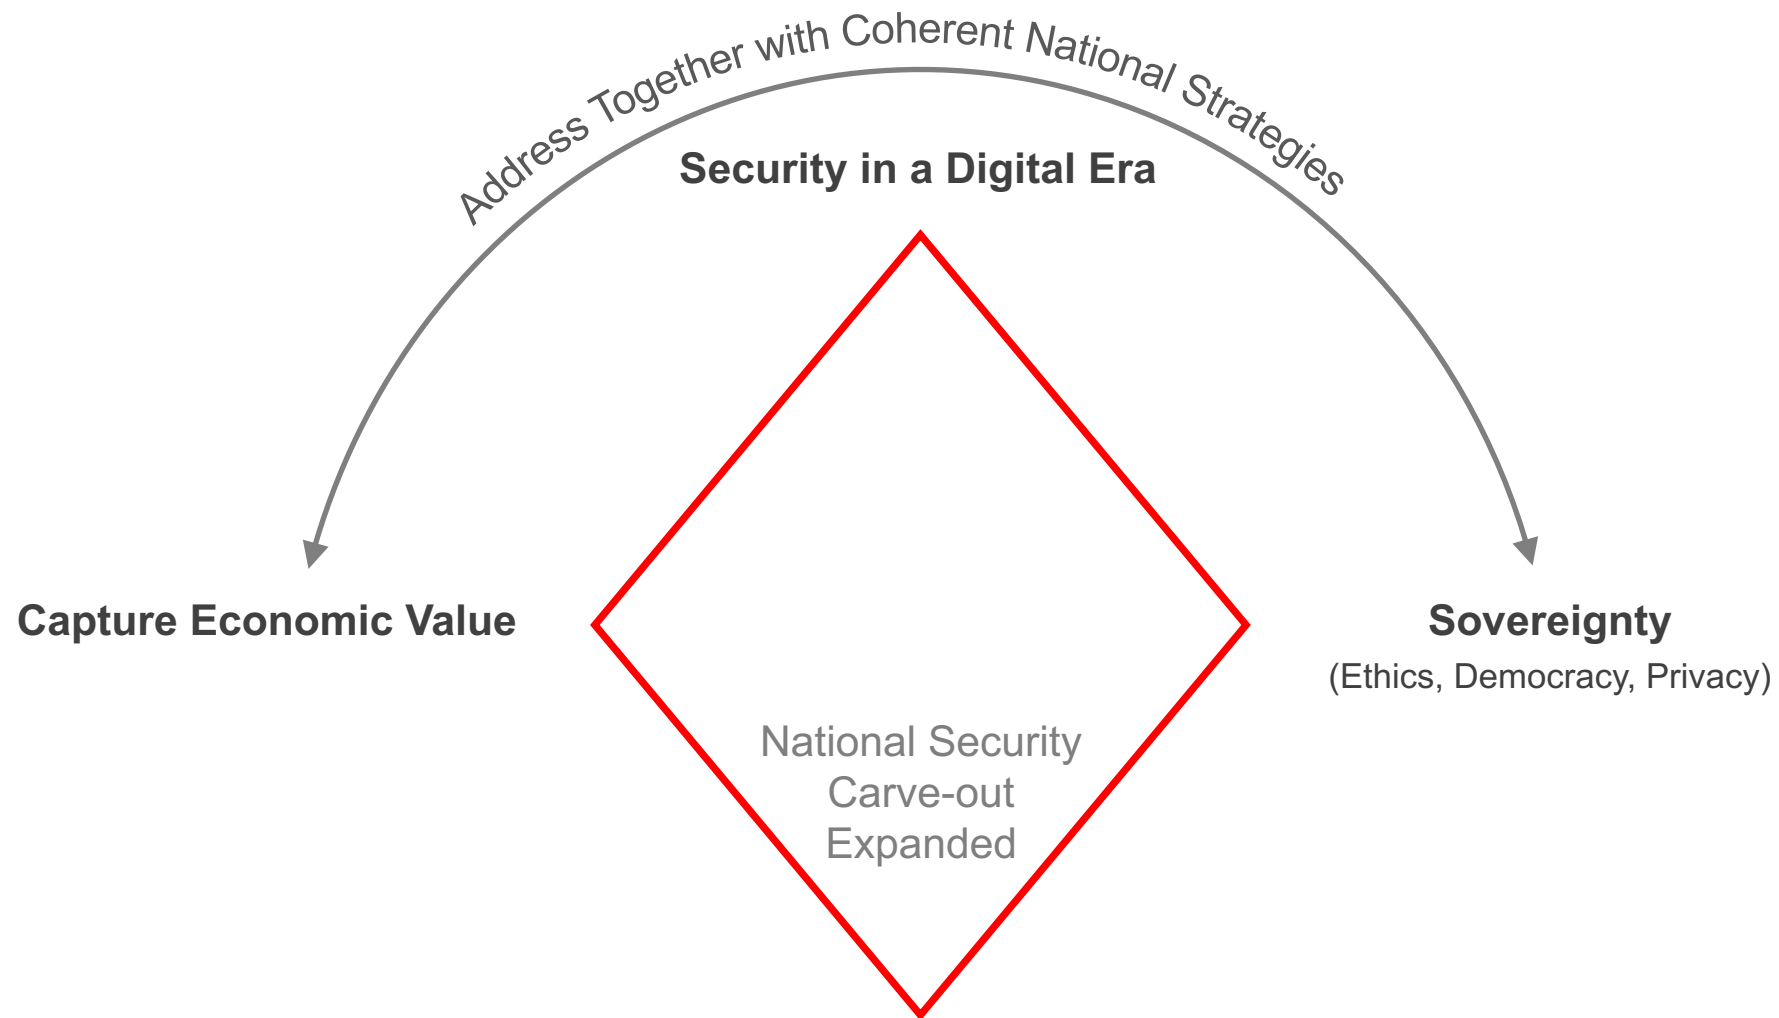 Address Together with Coherent National Strategies
Security in a Digital Era
Capture Economic Value
Sovereignty
(Ethics, Democracy, Privacy)
National Security
Carve-out
Expanded